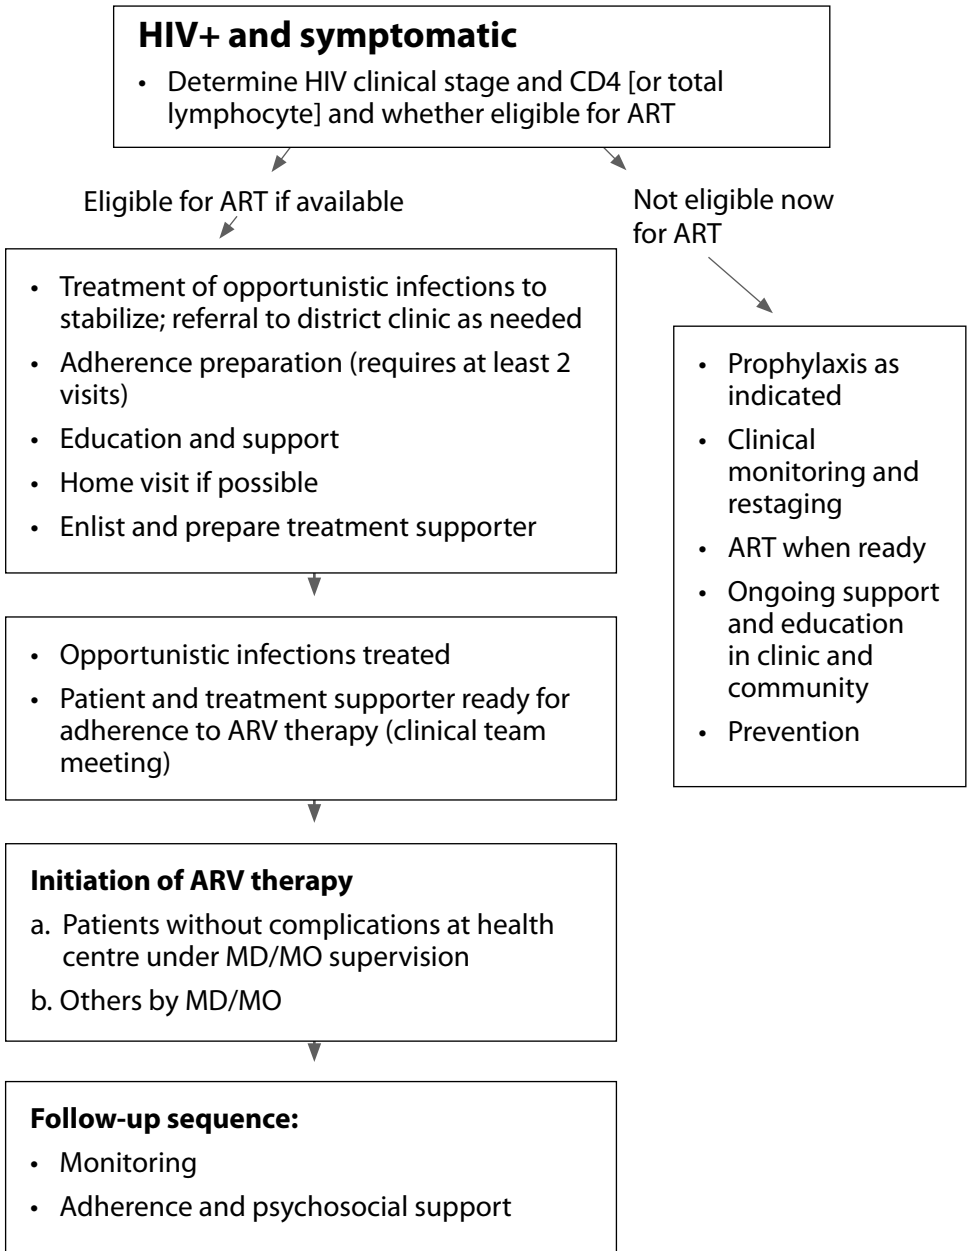 HIV+ and symptomatic
• Determine HIV clinical stage and CD4 [or total
lymphocyte] and whether eligible for ART
Eligible for ART if available
Not eligible now
for ART
• Treatment of opportunistic infections to
stabilize; referral to district clinic as needed
• Adherence preparation (requires at least 2
visits)
• Education and support
• Home visit if possible
• Enlist and prepare treatment supporter
• Prophylaxis as
indicated
• Clinical
monitoring and
restaging
• ART when ready
• Ongoing support
and education
in clinic and
community
• Prevention
• Opportunistic infections treated
• Patient and treatment supporter ready for
adherence to ARV therapy (clinical team
meeting)
Initiation of ARV therapy
a. Patients without complications at health
centre under MD/MO supervision
b. Others by MD/MO
Follow-up sequence:
• Monitoring
• Adherence and psychosocial support